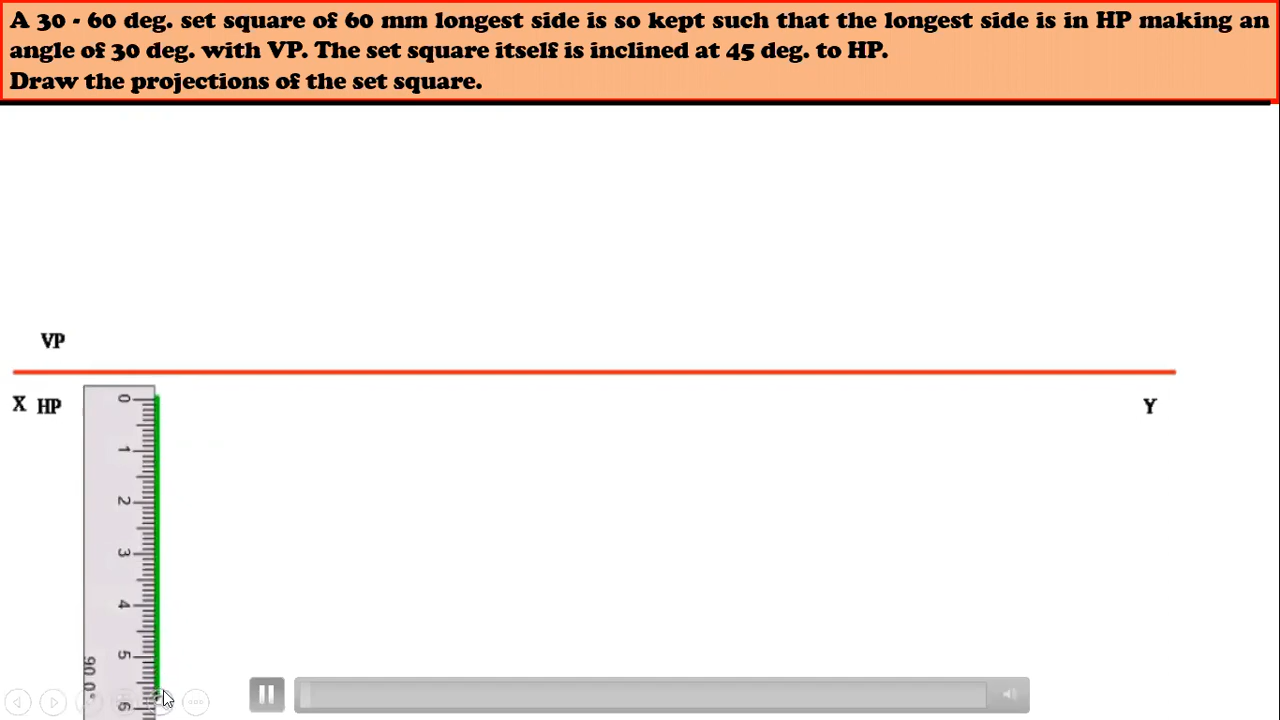 A 30 - 60 deg. set square of 60 mm longest side is so kept such that the longest side is in HP making an
angle of 30 deg. with VP. The set square itself is inclined at 45 deg. to HP.
Draw the projections of the set square.
VP
X HP
Y
0
1
2
3
4
5
90.0°
6